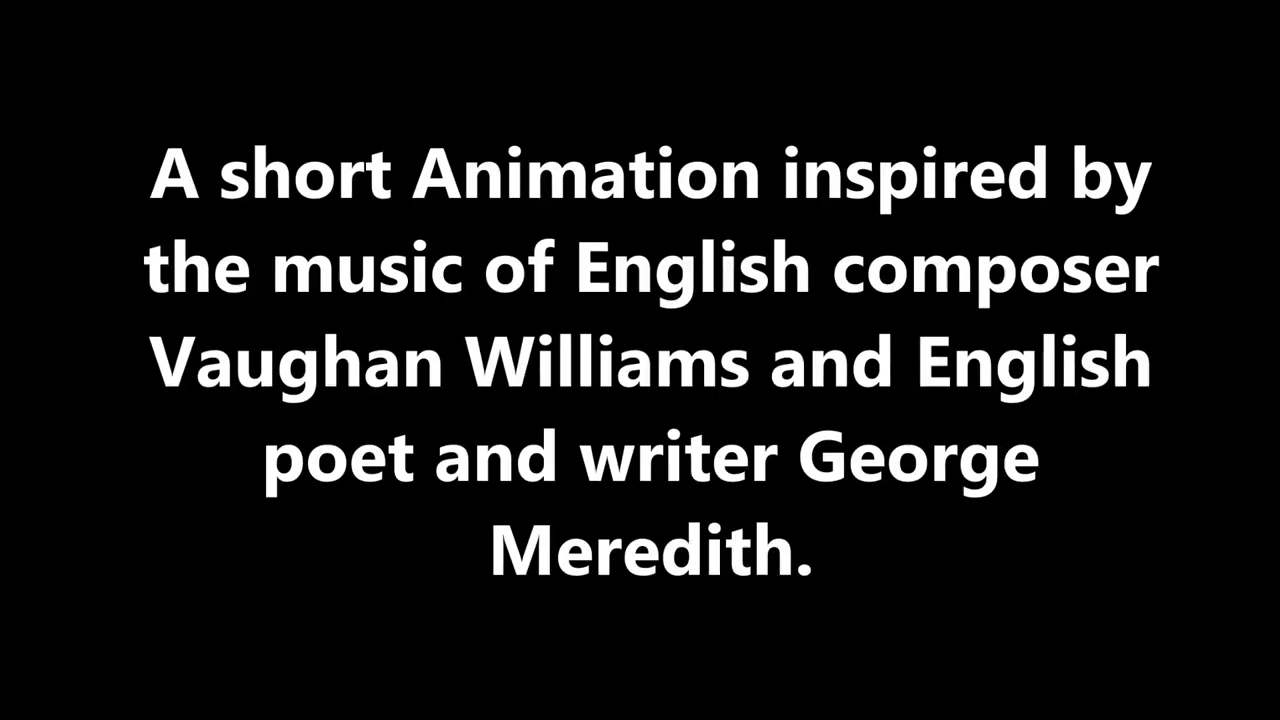 A short Animation inspired by
the music of English composer
Vaughan Williams and English
poet and writer George
Meredith.